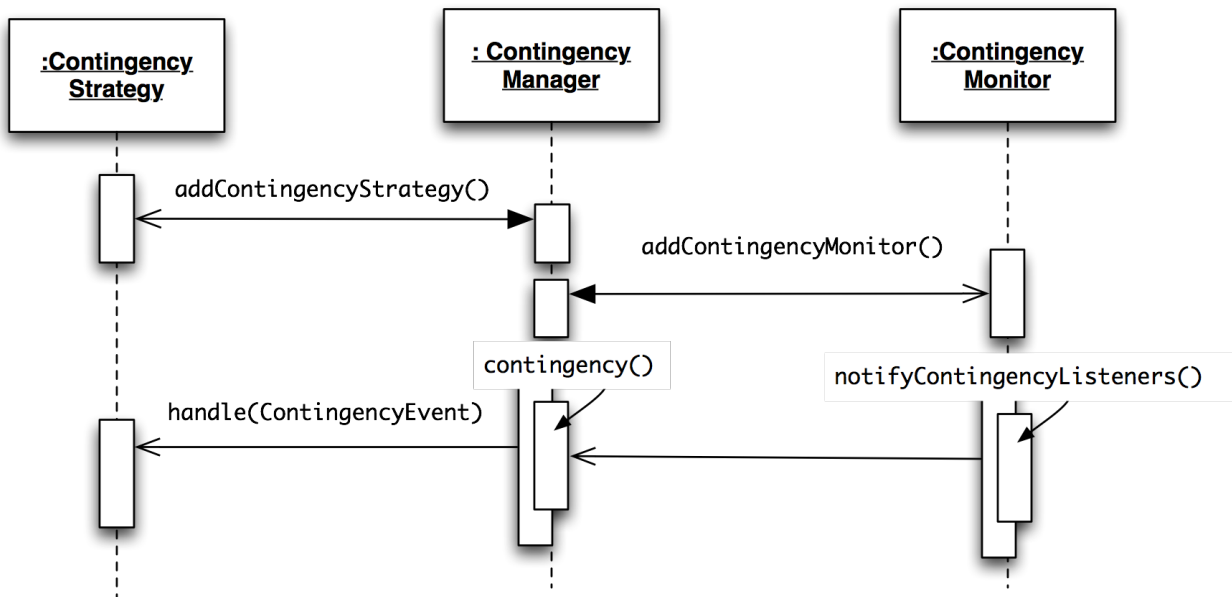 :Contingency
Strategy
: Contingency
Manager
:Contingency
Monitor
addContingencyStrategy()
addContingencyMonitor()
contingency()
notifyContingencyListeners()
handle(ContingencyEvent)